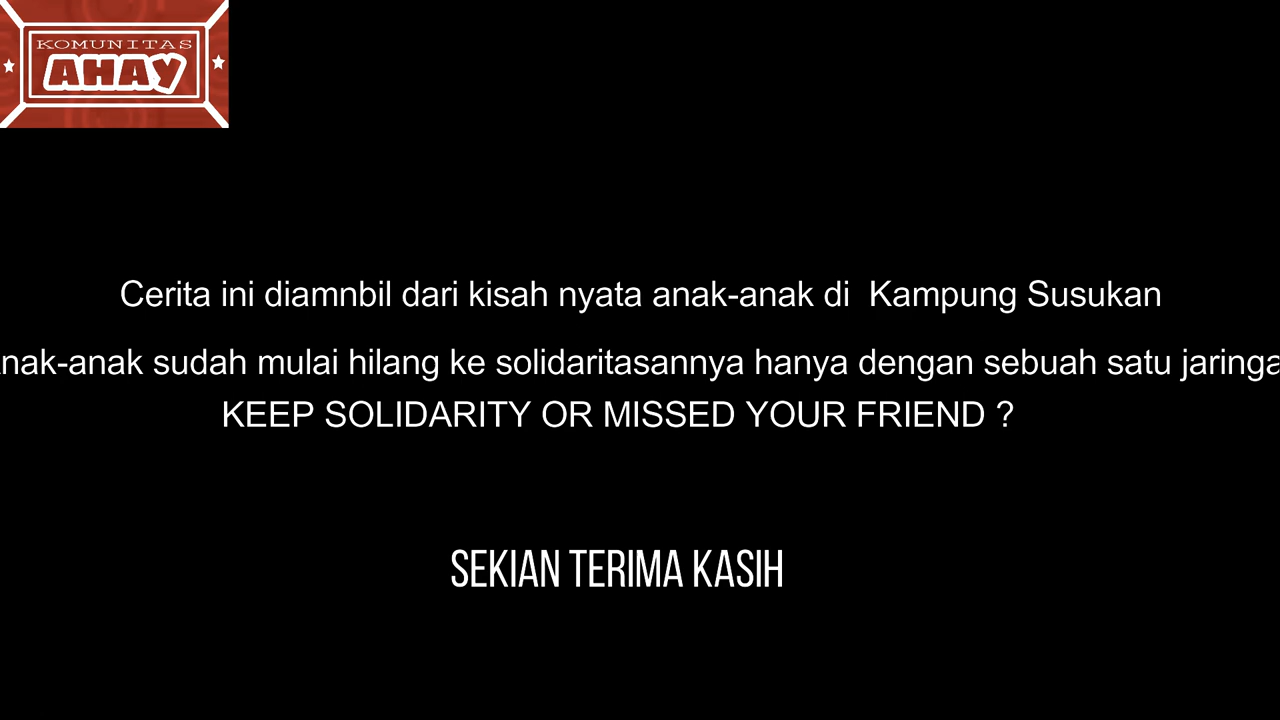 KOMUNITAS
AHAY
Cerita ini diamnbil dari kisah nyata anak-anak di Kampung Susukan
nak-anak sudah mulai hilang ke solidaritasannya hanya dengan sebuah satu jaringa
KEEP SOLIDARITY OR MISSED YOUR FRIEND ?
SEKIAN TERIMA KASIH